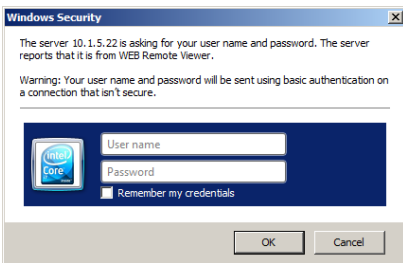 Windows Security
The server 10.1.5.22 is asking for your user name and password. The server
reports that it is from WEB Remote Viewer.
Warning: Your user name and password will be sent using basic authentication on
a connection that isn't secure.
User name
Password
Remember my credentials
intel
Core
OK
Cancel